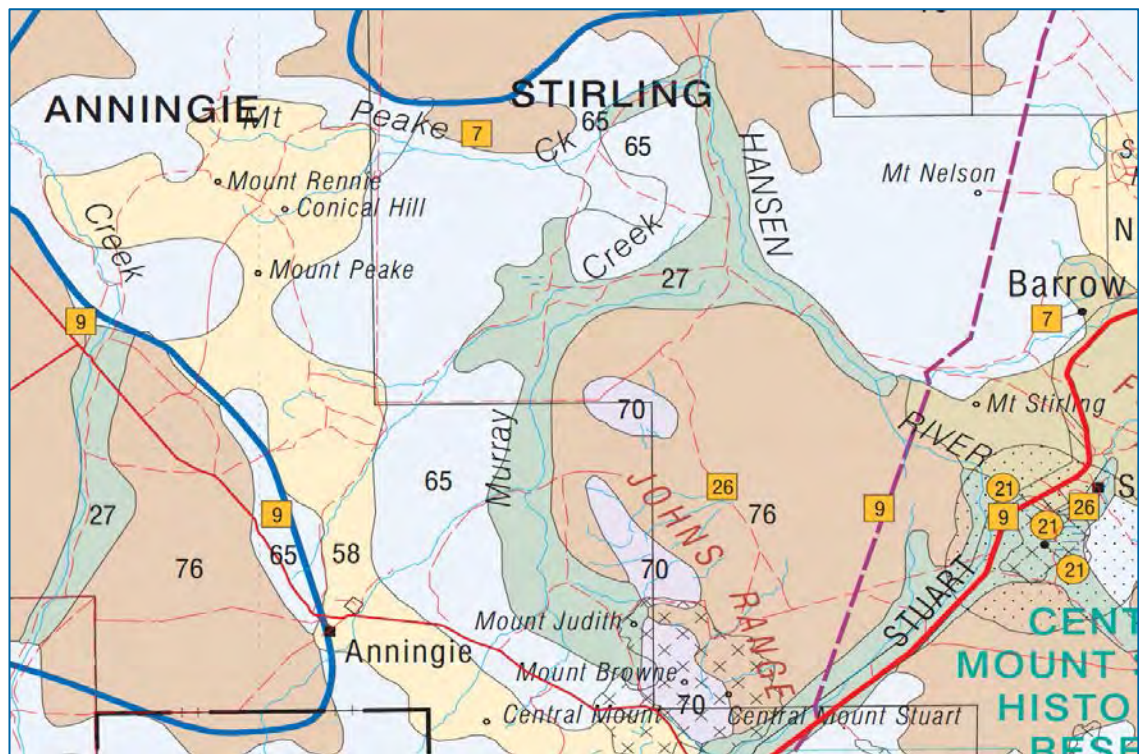 ANNINGIE
Mt Peake Ck
STIRLING
7
65
65
HANSEN
Mt Nelson
Mount Rennie
Conical Hill
Creek
Creek
Mount Peake
27
N
Barrow
7
9
70
Mt Stirling
RIVER
Murray
65
JOHNS
26
76
9
21
S
27
9
9
26
21
76
65
58
70
21
RANGE
STUART
Mount Judith
CENT
Anningie
MOUNT
Mount Browne
HISTO
Central Mount
70
Central Mount Stuart
RESE